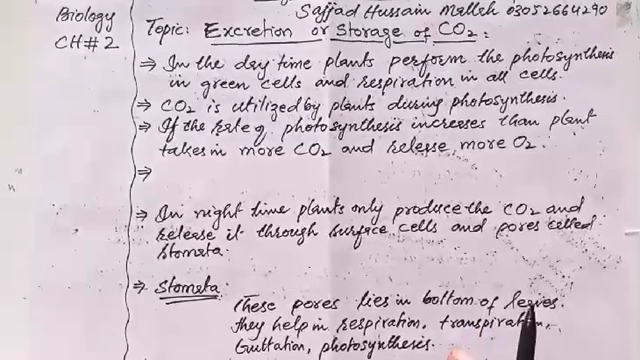 Sajjad Hussain Mallah 03052664290
Biology
CH#2
Topic: Excretion or Storage of CO2:
⇒ In the day time plants perform the photosynthesis
in green cells and respiration in all cells.
⇒ CO2 is utilized by plants during photosynthesis.
⇒ If the rate of photosynthesis increases than plant
takes in more CO2 and release more O2.
⇒
⇒ In night time plants only produce the CO2 and
release it through surface cells and pores called
Stomata.
⇒ Stomata:
These pores lies in bottom of leaves.
they help in respiration, transpiration,
Guttation, photosynthesis.